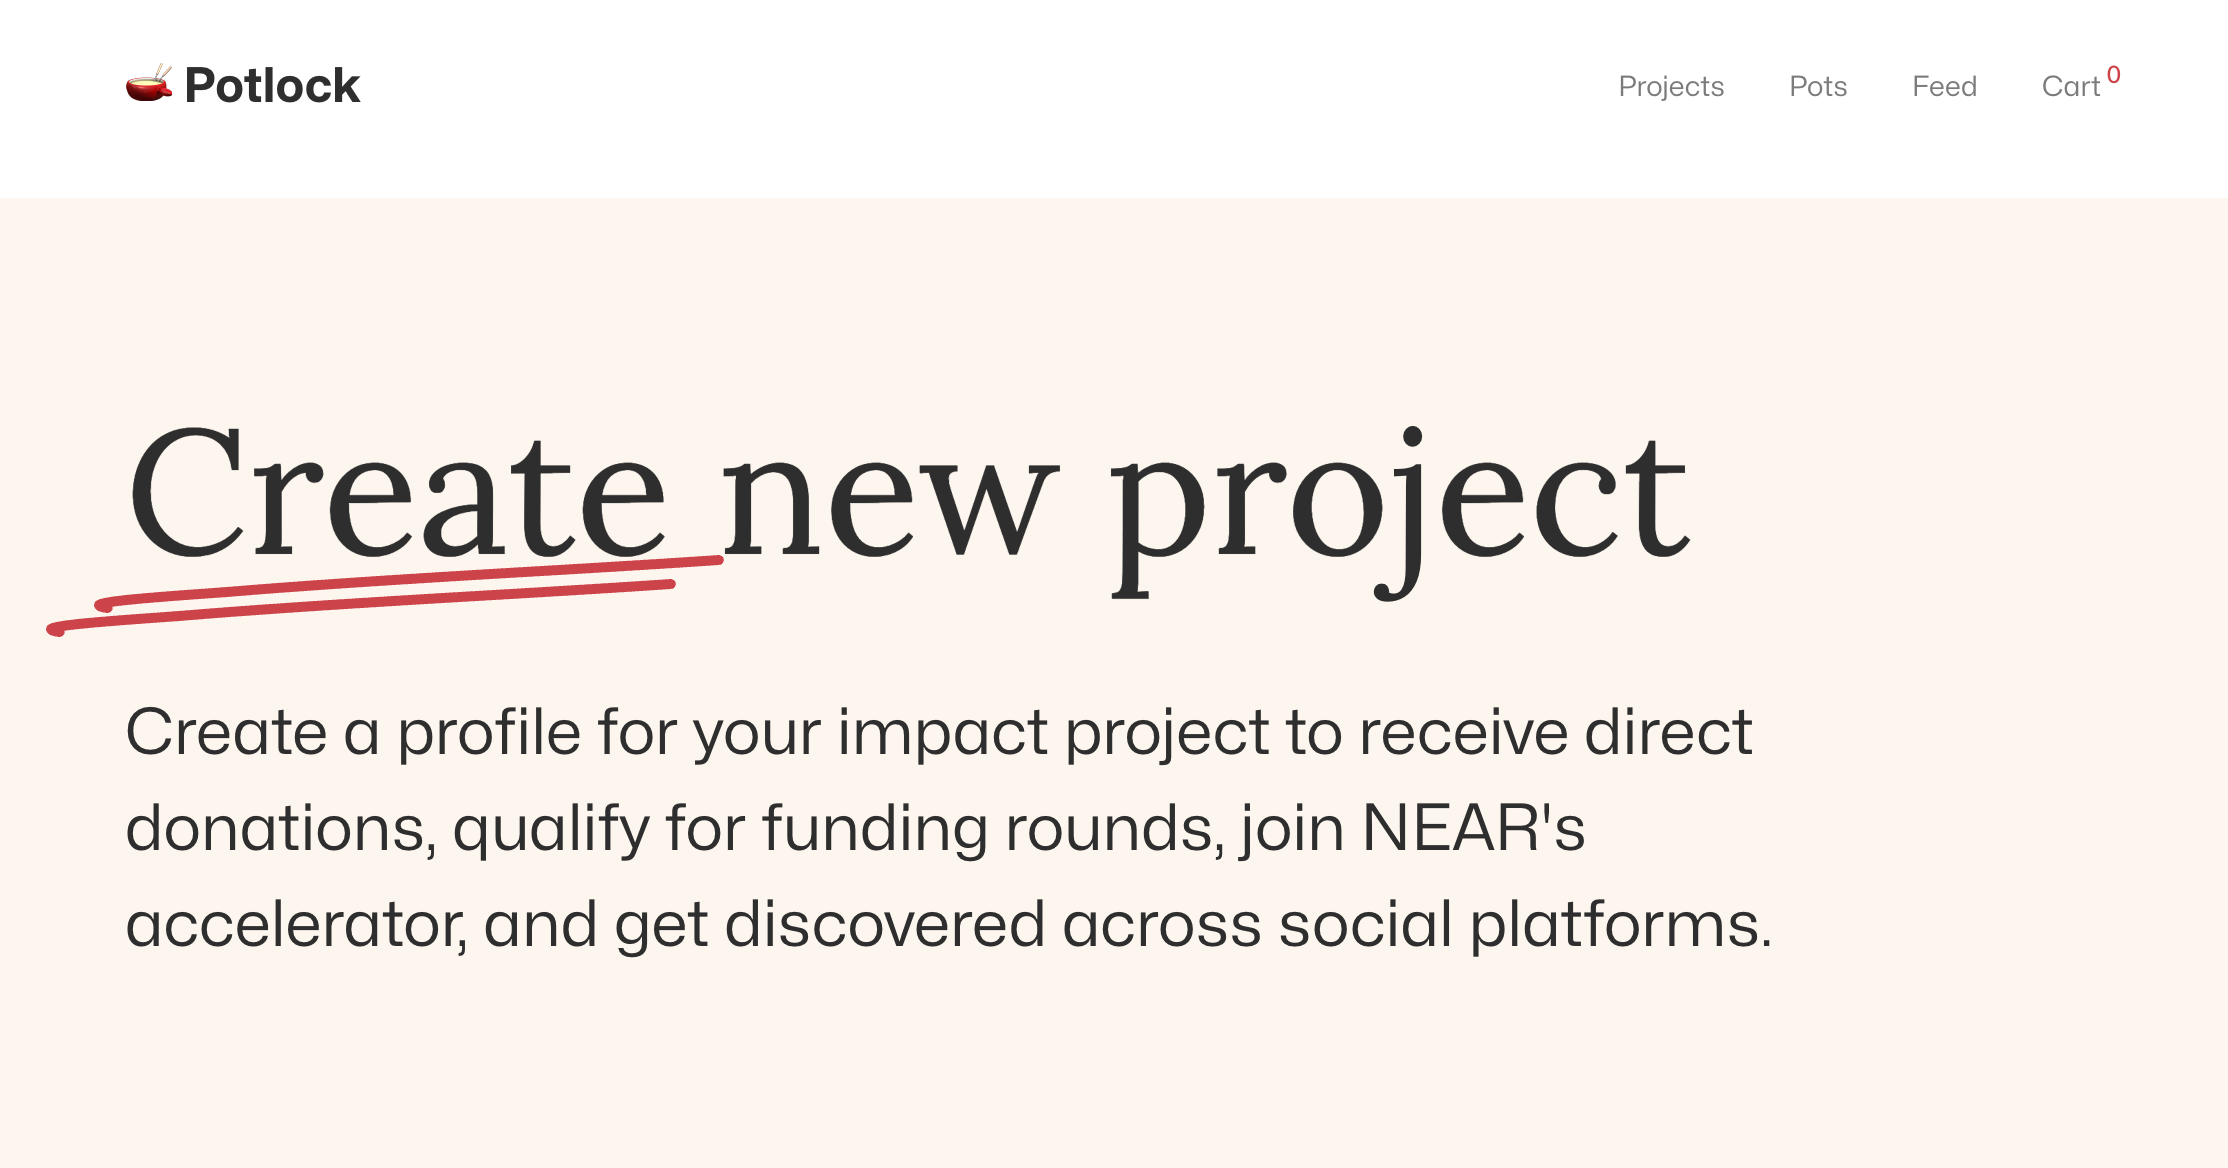 Potlock
Projects Pots Feed Cart 0
Create new project
Create a profile for your impact project to receive direct
donations, qualify for funding rounds, join NEAR's
accelerator, and get discovered across social platforms.